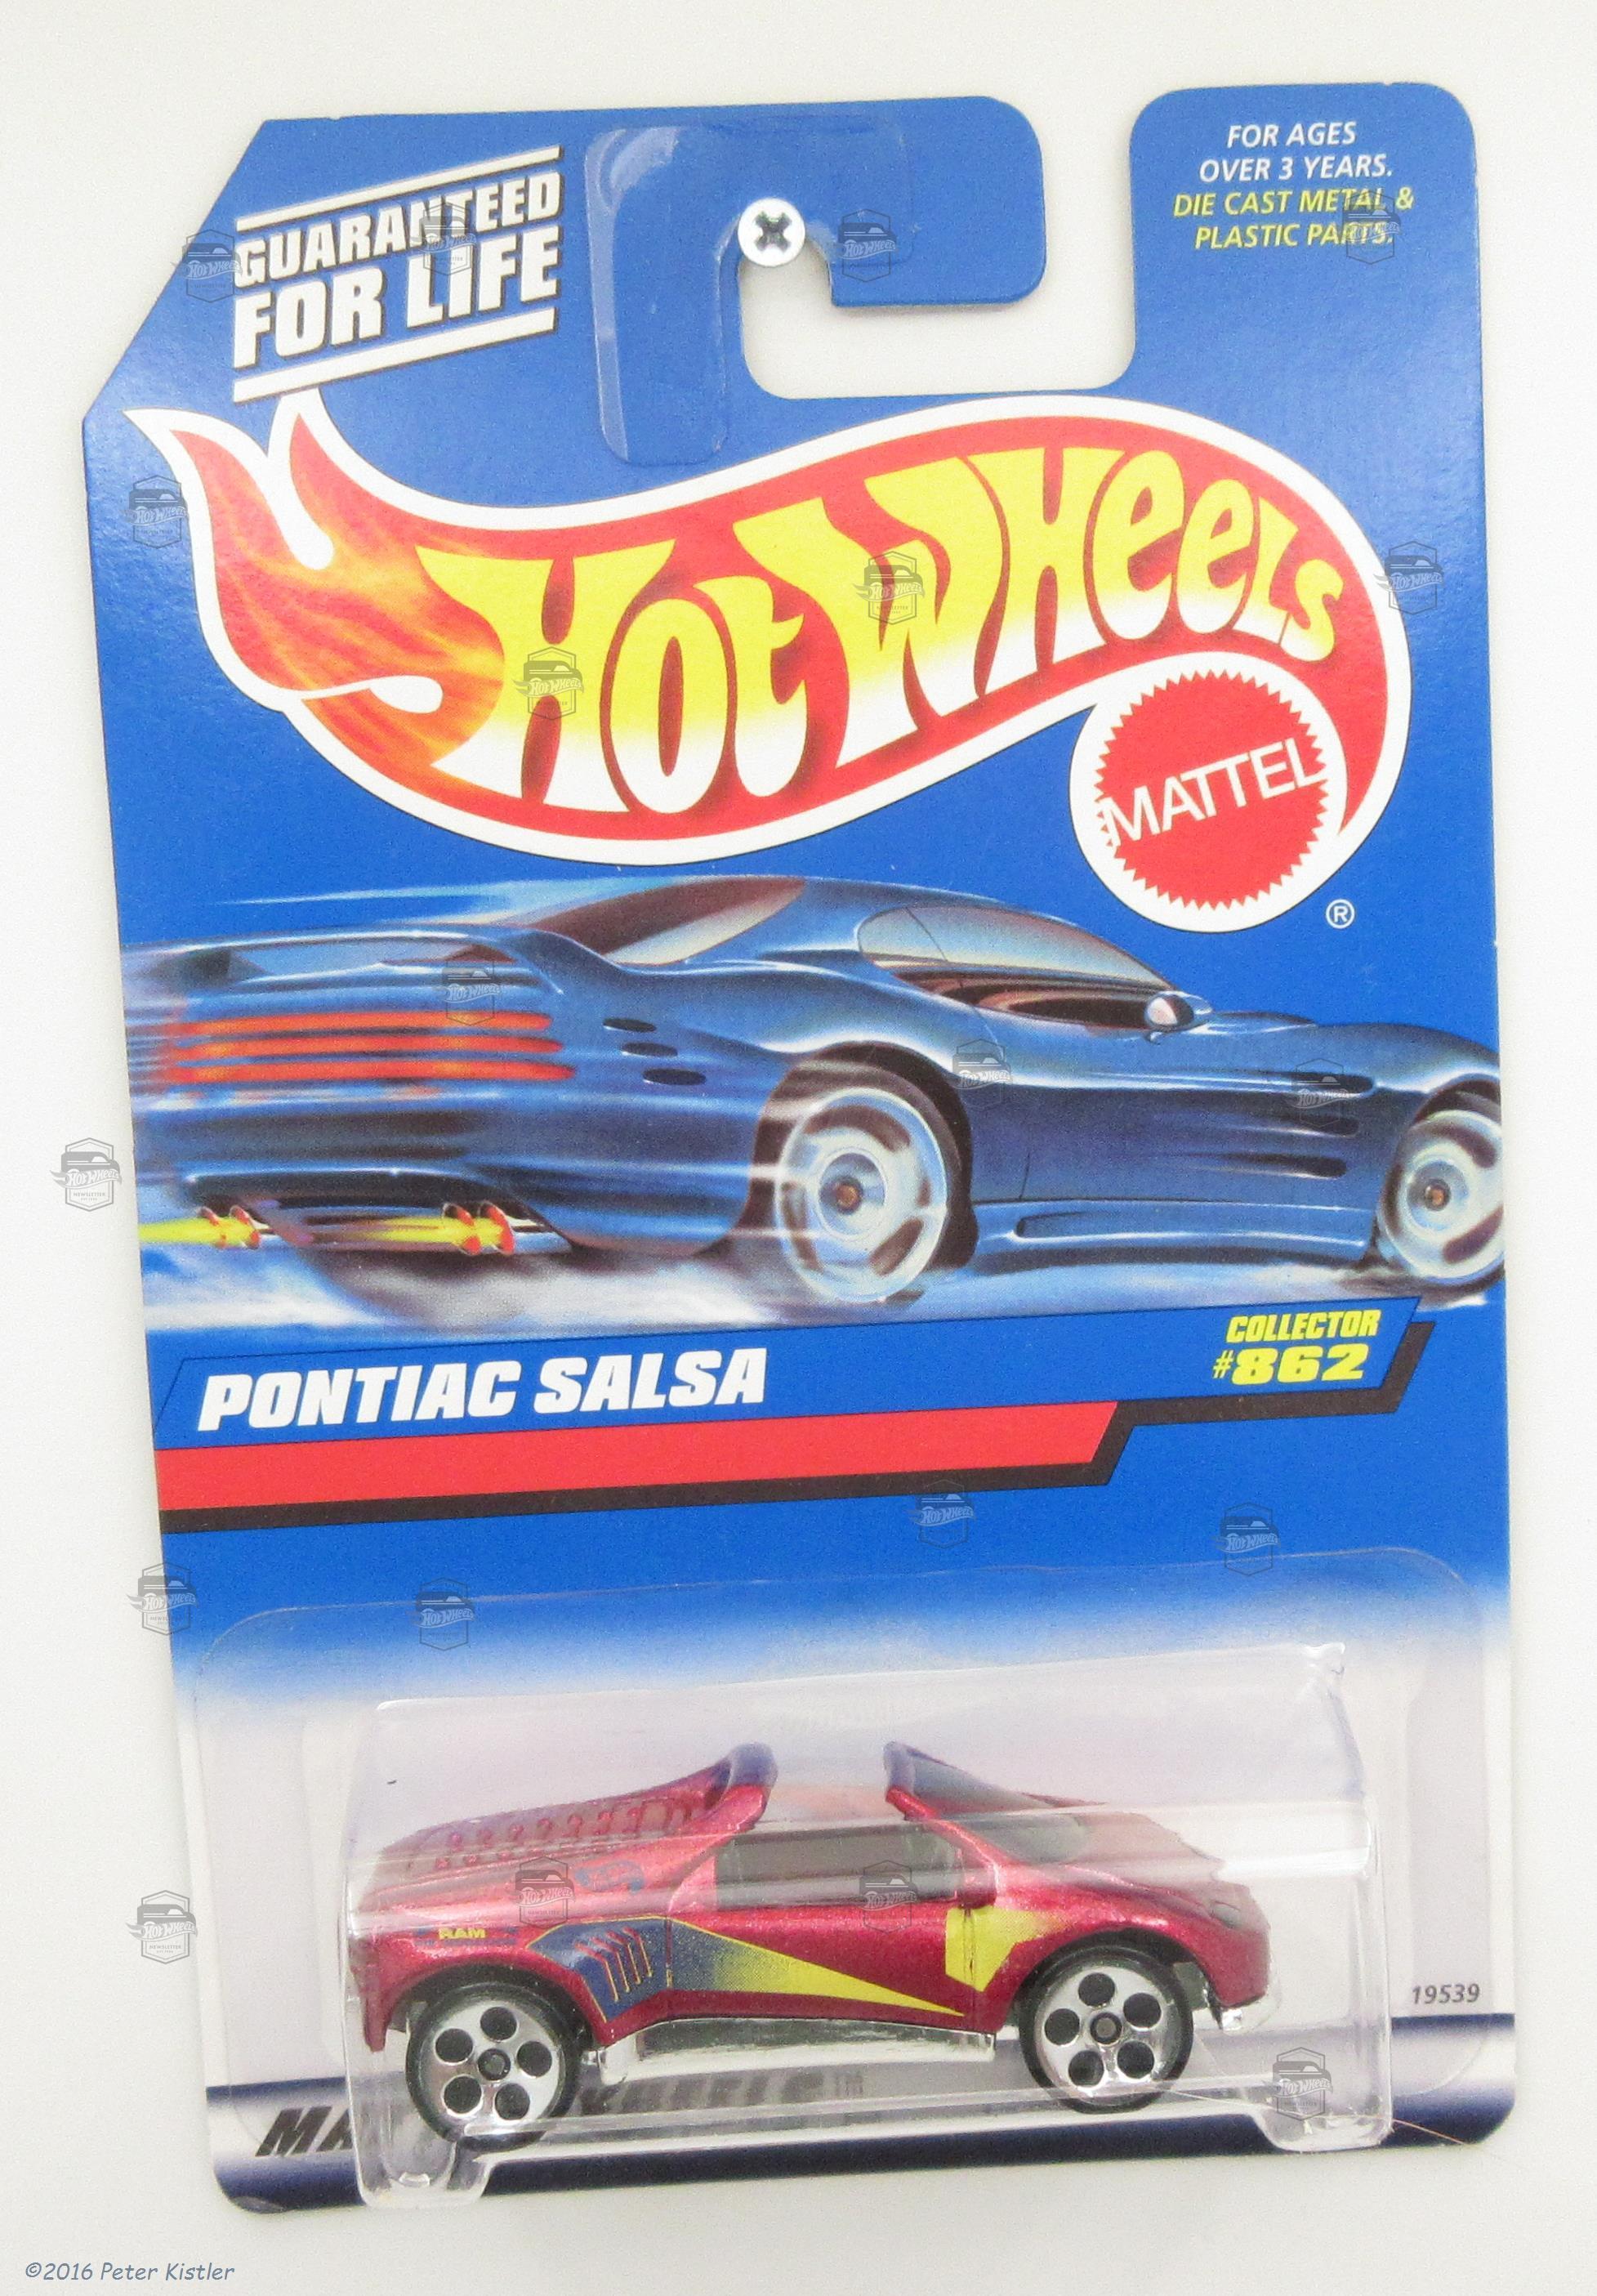 GUARANTEED
FOR LIFE
FOR AGES
OVER 3 YEARS.
DIE CAST METAL &
PLASTIC PARTS.
HOT WHEELS
MATTEL
®
PONTIAC SALSA
COLLECTOR
#862
RAM
19539
WHEELS™
©2016 Peter Kistler